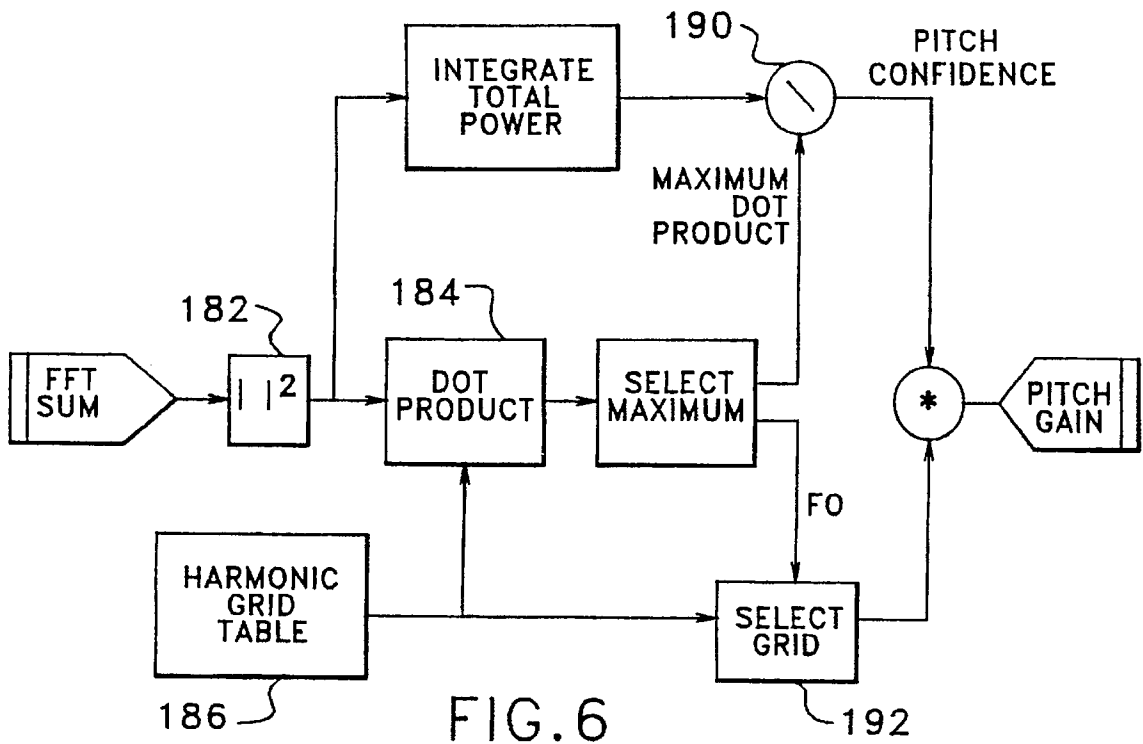 190
PITCH
CONFIDENCE
INTEGRATE
TOTAL
POWER
\
MAXIMUM
DOT
PRODUCT
182
184
FFT
SUM
| |²
DOT
PRODUCT
SELECT
MAXIMUM
*
PITCH
GAIN
FO
HARMONIC
GRID
TABLE
SELECT
GRID
186
192
FIG.6